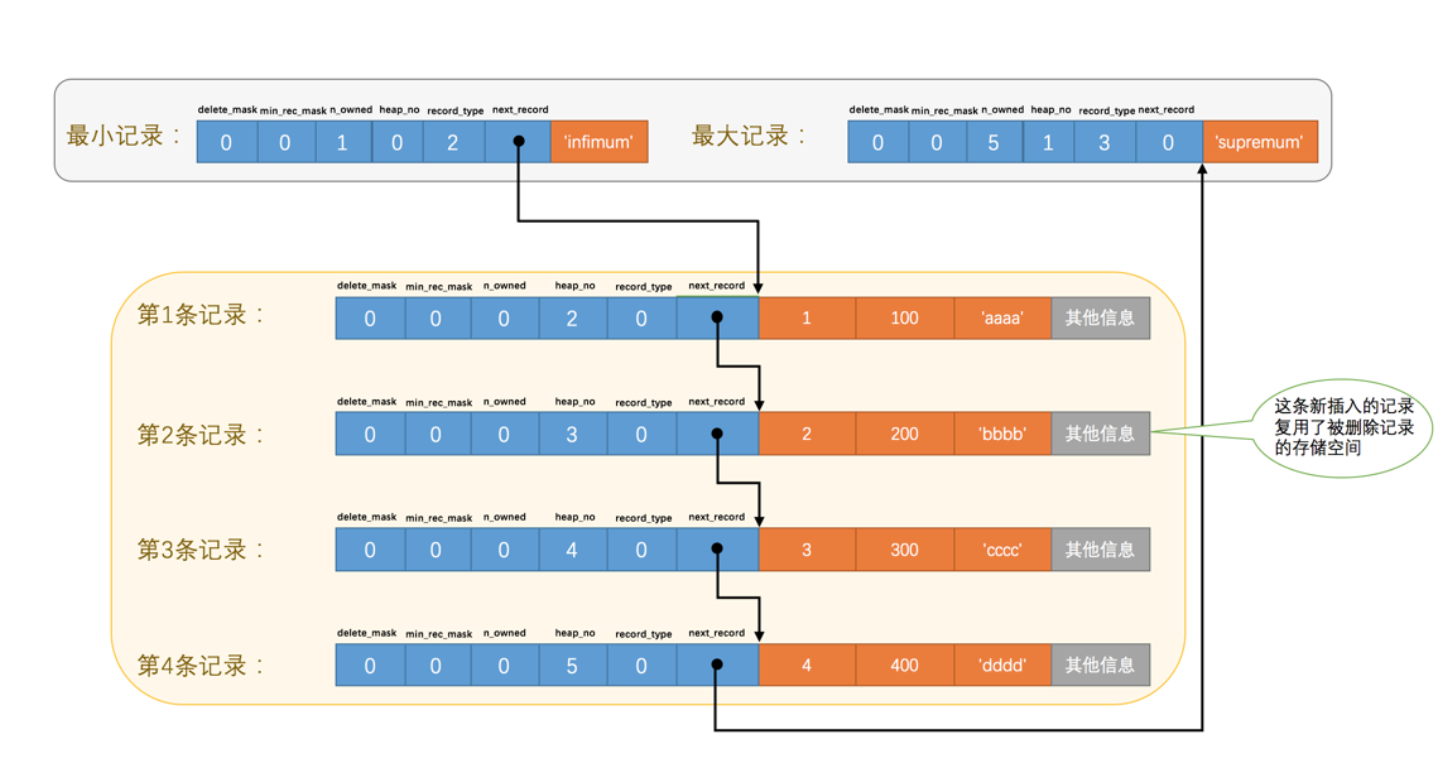 delete_mask min_rec_mask n_owned heap_no record_type next_record
最小记录： 0 0 1 0 2 'infimum'
delete_mask min_rec_mask n_owned heap_no record_type next_record
最大记录： 0 0 5 1 3 0 'supremum'
delete_mask min_rec_mask n_owned heap_no record_type next_record
第1条记录： 0 0 0 2 0 1 100 'aaaa' 其他信息
delete_mask min_rec_mask n_owned heap_no record_type next_record
第2条记录： 0 0 0 3 0 2 200 'bbbb' 其他信息
这条新插入的记录
复用了被删除记录
的存储空间
delete_mask min_rec_mask n_owned heap_no record_type next_record
第3条记录： 0 0 0 4 0 3 300 'cccc' 其他信息
delete_mask min_rec_mask n_owned heap_no record_type next_record
第4条记录： 0 0 0 5 0 4 400 'dddd' 其他信息